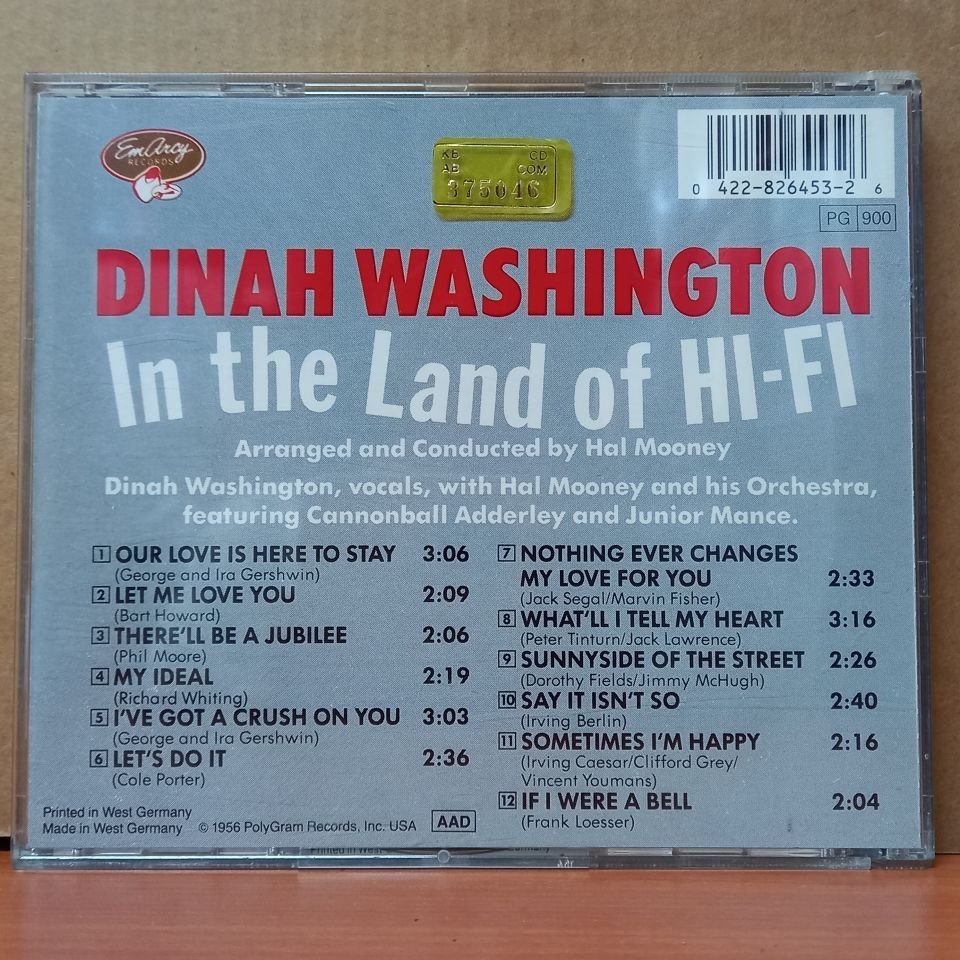 EmArcy
RECORDS
KB CD
AB COM
375046
0 422-826453-2 6
PG 900
DINAH WASHINGTON
In the Land of HI-FI
Arranged and Conducted by Hal Mooney
Dinah Washington, vocals, with Hal Mooney and his Orchestra,
featuring Cannonball Adderley and Junior Mance.
1 OUR LOVE IS HERE TO STAY 3:06
(George and Ira Gershwin)
2 LET ME LOVE YOU 2:09
(Bart Howard)
3 THERE'LL BE A JUBILEE 2:06
(Phil Moore)
4 MY IDEAL 2:19
(Richard Whiting)
5 I'VE GOT A CRUSH ON YOU 3:03
(George and Ira Gershwin)
6 LET'S DO IT 2:36
(Cole Porter)
7 NOTHING EVER CHANGES
MY LOVE FOR YOU 2:33
(Jack Segal/Marvin Fisher)
8 WHAT'LL I TELL MY HEART 3:16
(Peter Tinturn/Jack Lawrence)
9 SUNNYSIDE OF THE STREET 2:26
(Dorothy Fields/Jimmy McHugh)
10 SAY IT ISN'T SO 2:40
(Irving Berlin)
11 SOMETIMES I'M HAPPY 2:16
(Irving Caesar/Clifford Grey/
Vincent Youmans)
12 IF I WERE A BELL 2:04
(Frank Loesser)
Printed in West Germany
Made in West Germany © 1956 PolyGram Records, Inc. USA AAD
Printed in West